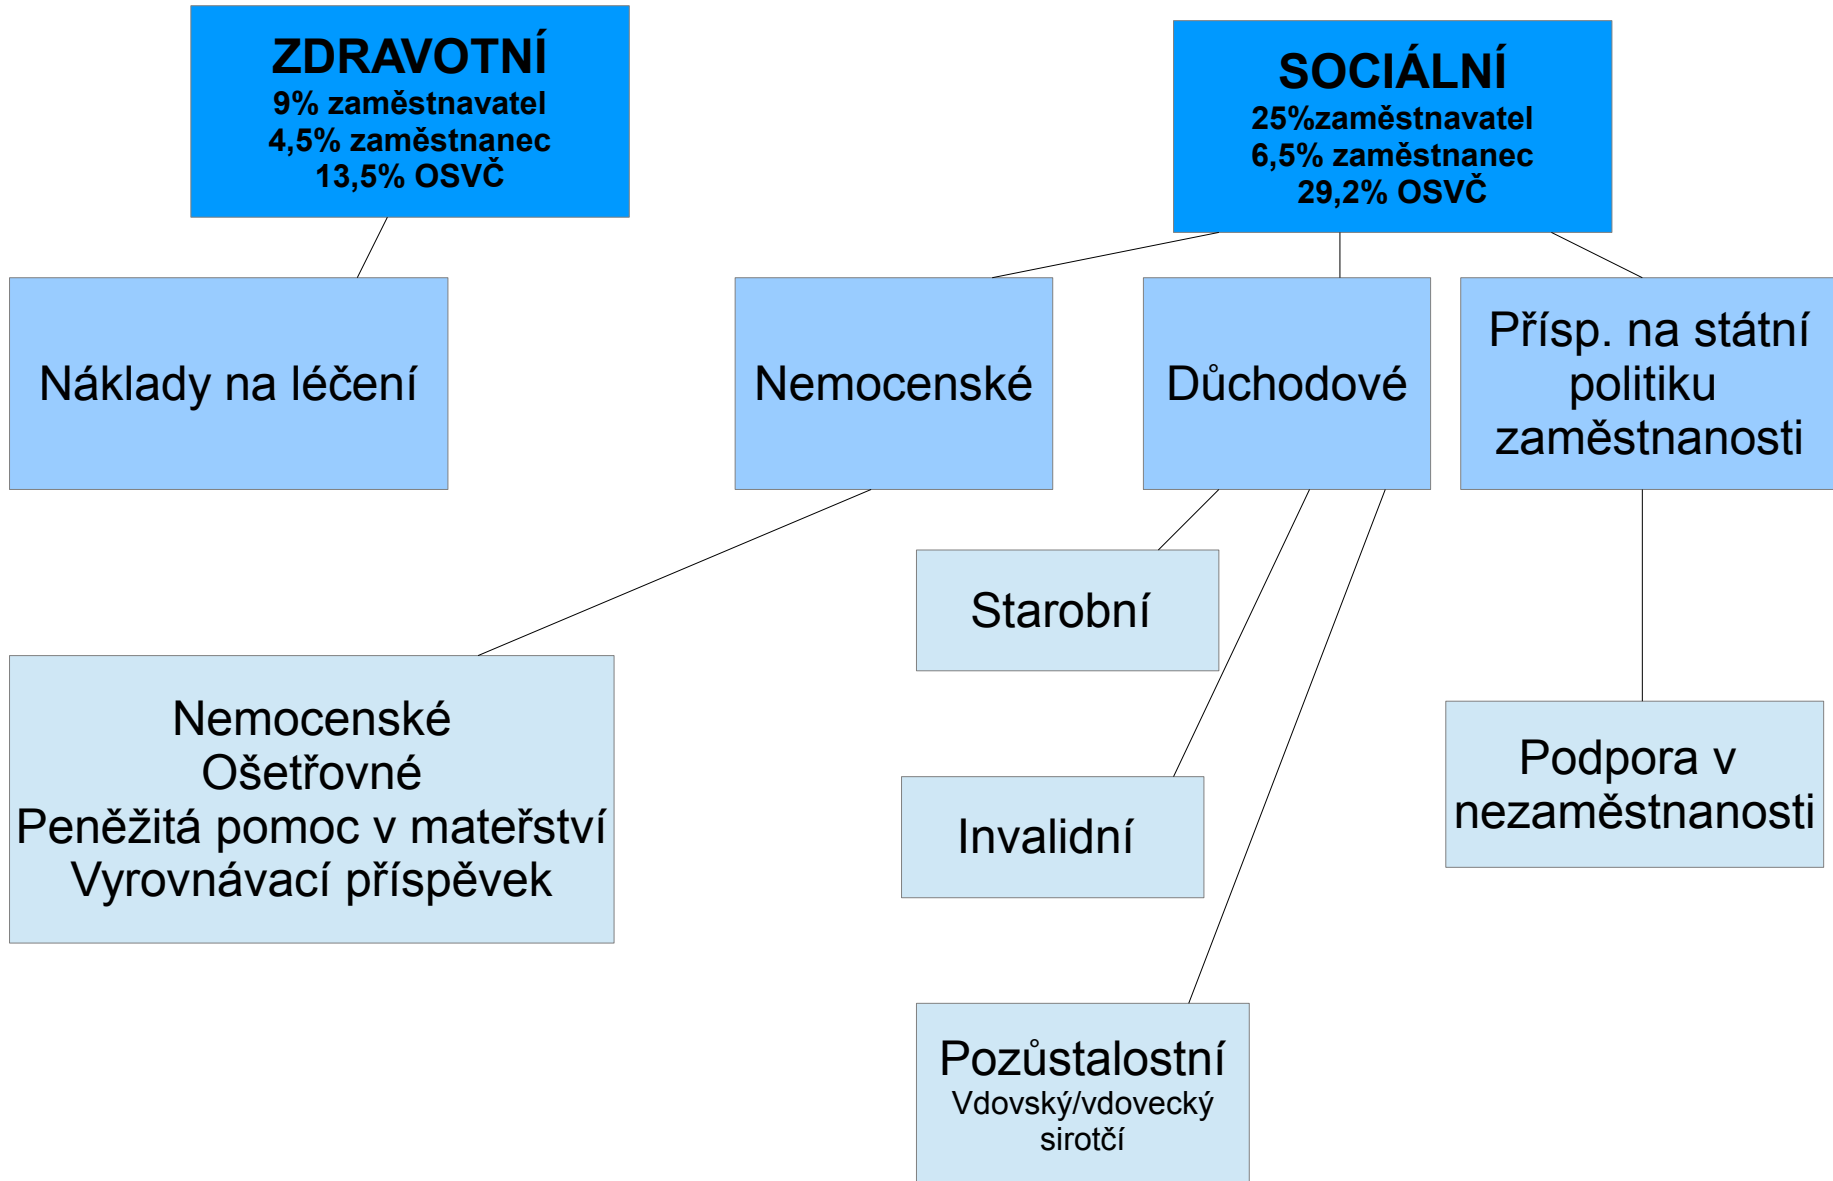 ZDRAVOTNÍ
9% zaměstnavatel
4,5% zaměstnanec
13,5% OSVČ
SOCIÁLNÍ
25%zaměstnavatel
6,5% zaměstnanec
29,2% OSVČ
Náklady na léčení
Nemocenské
Důchodové
Přísp. na státní
politiku
zaměstnanosti
Starobní
Nemocenské
Ošetřovné
Peněžitá pomoc v mateřství
Vyrovnávací příspěvek
Invalidní
Podpora v
nezaměstnanosti
Pozůstalostní
Vdovský/vdovecký
sirotčí